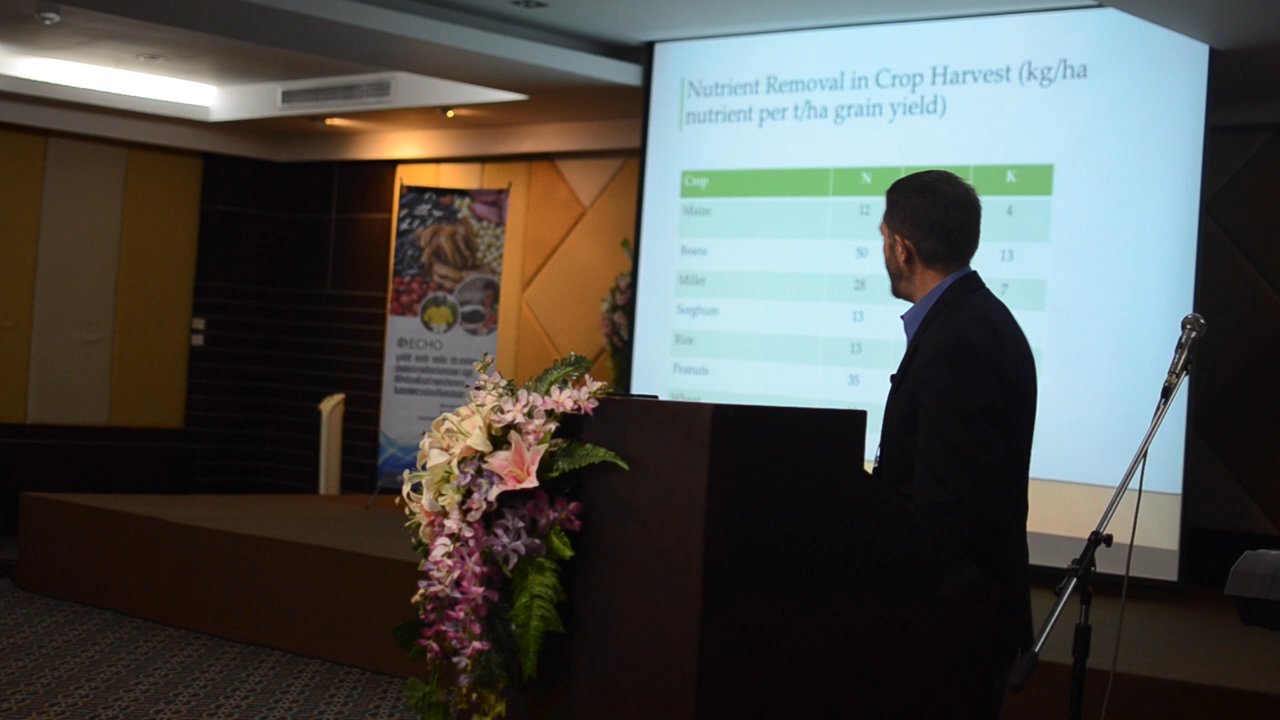 Nutrient Removal in Crop Harvest (kg/ha
nutrient per t/ha grain yield)
Crop N K
Maize 12 4
Beans 50 13
Millet 28 7
Sorghum 13
Rice 13
Peanuts 35
ECHO